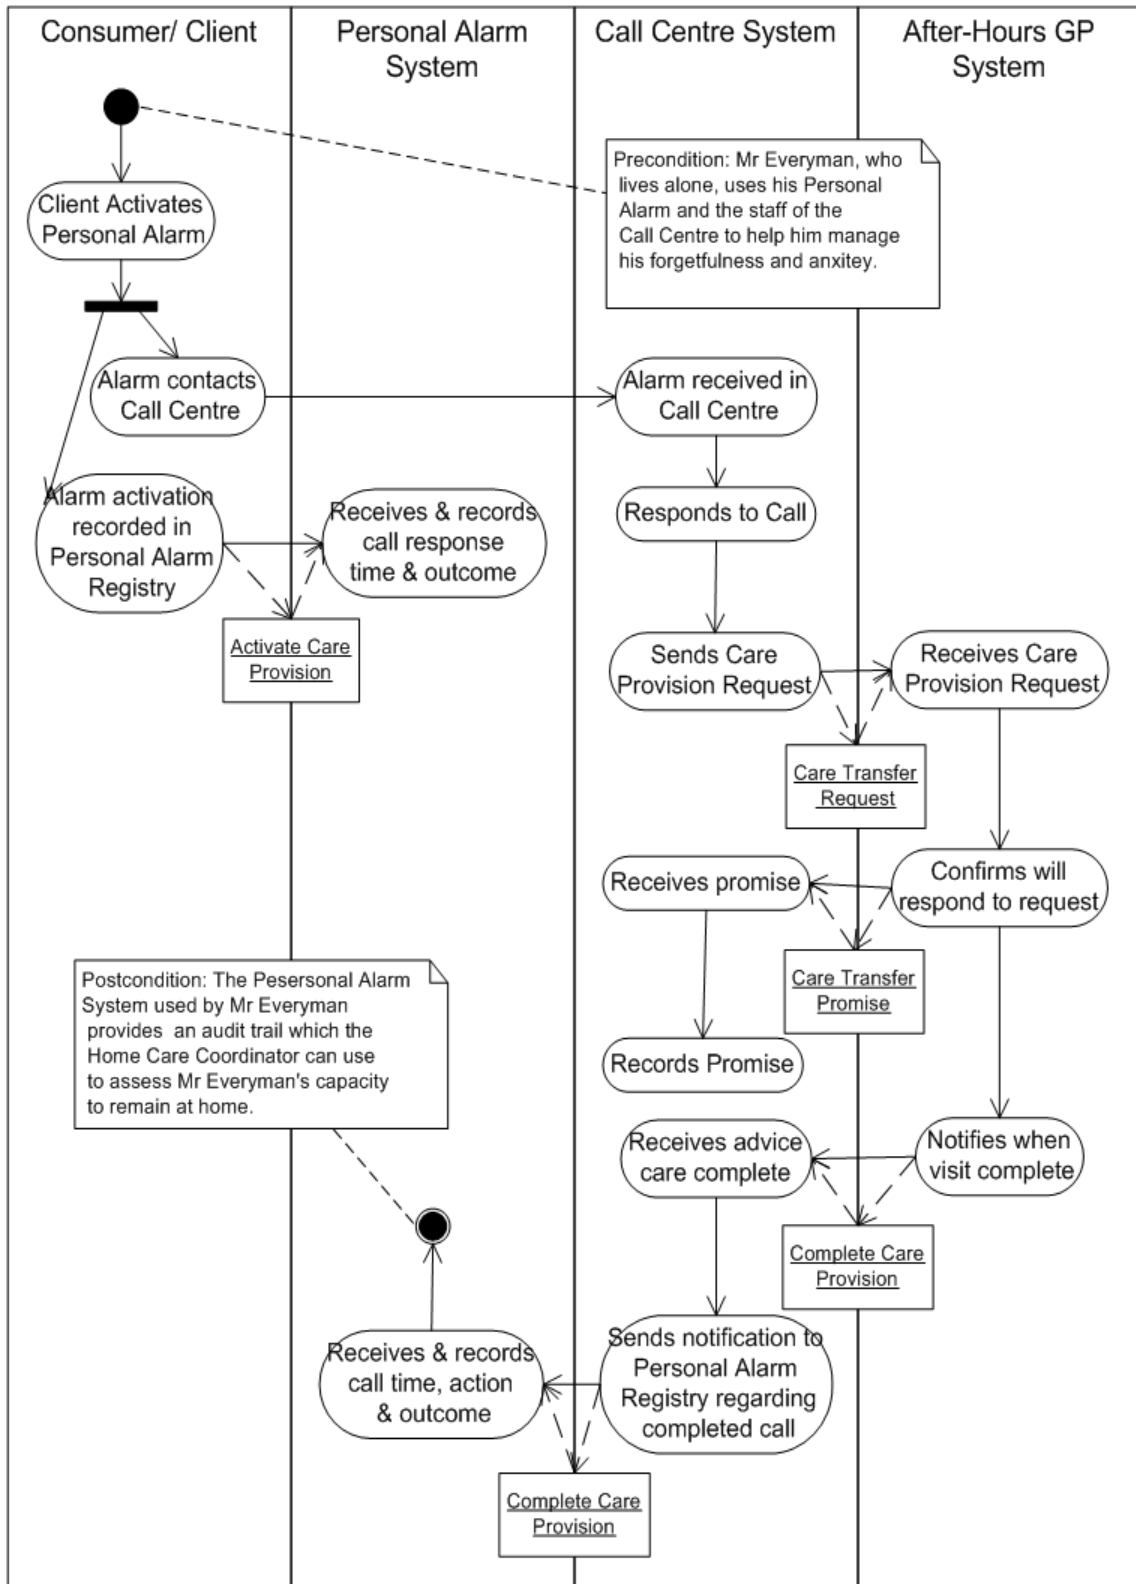 Consumer/ Client
Personal Alarm
System
Call Centre System
After-Hours GP
System
Precondition: Mr Everyman, who
lives alone, uses his Personal
Alarm and the staff of the
Call Centre to help him manage
his forgetfulness and anxitey.
Client Activates
Personal Alarm
Alarm contacts
Call Centre
Alarm received in
Call Centre
Alarm activation
recorded in
Personal Alarm
Registry
Receives & records
call response
time & outcome
Responds to Call
Activate Care
Provision
Sends Care
Provision Request
Receives Care
Provision Request
Care Transfer
Request
Receives promise
Confirms will
respond to request
Care Transfer
Promise
Postcondition: The Pesersonal Alarm
System used by Mr Everyman
provides an audit trail which the
Home Care Coordinator can use
to assess Mr Everyman's capacity
to remain at home.
Records Promise
Receives advice
care complete
Notifies when
visit complete
Complete Care
Provision
Receives & records
call time, action
& outcome
Sends notification to
Personal Alarm
Registry regarding
completed call
Complete Care
Provision